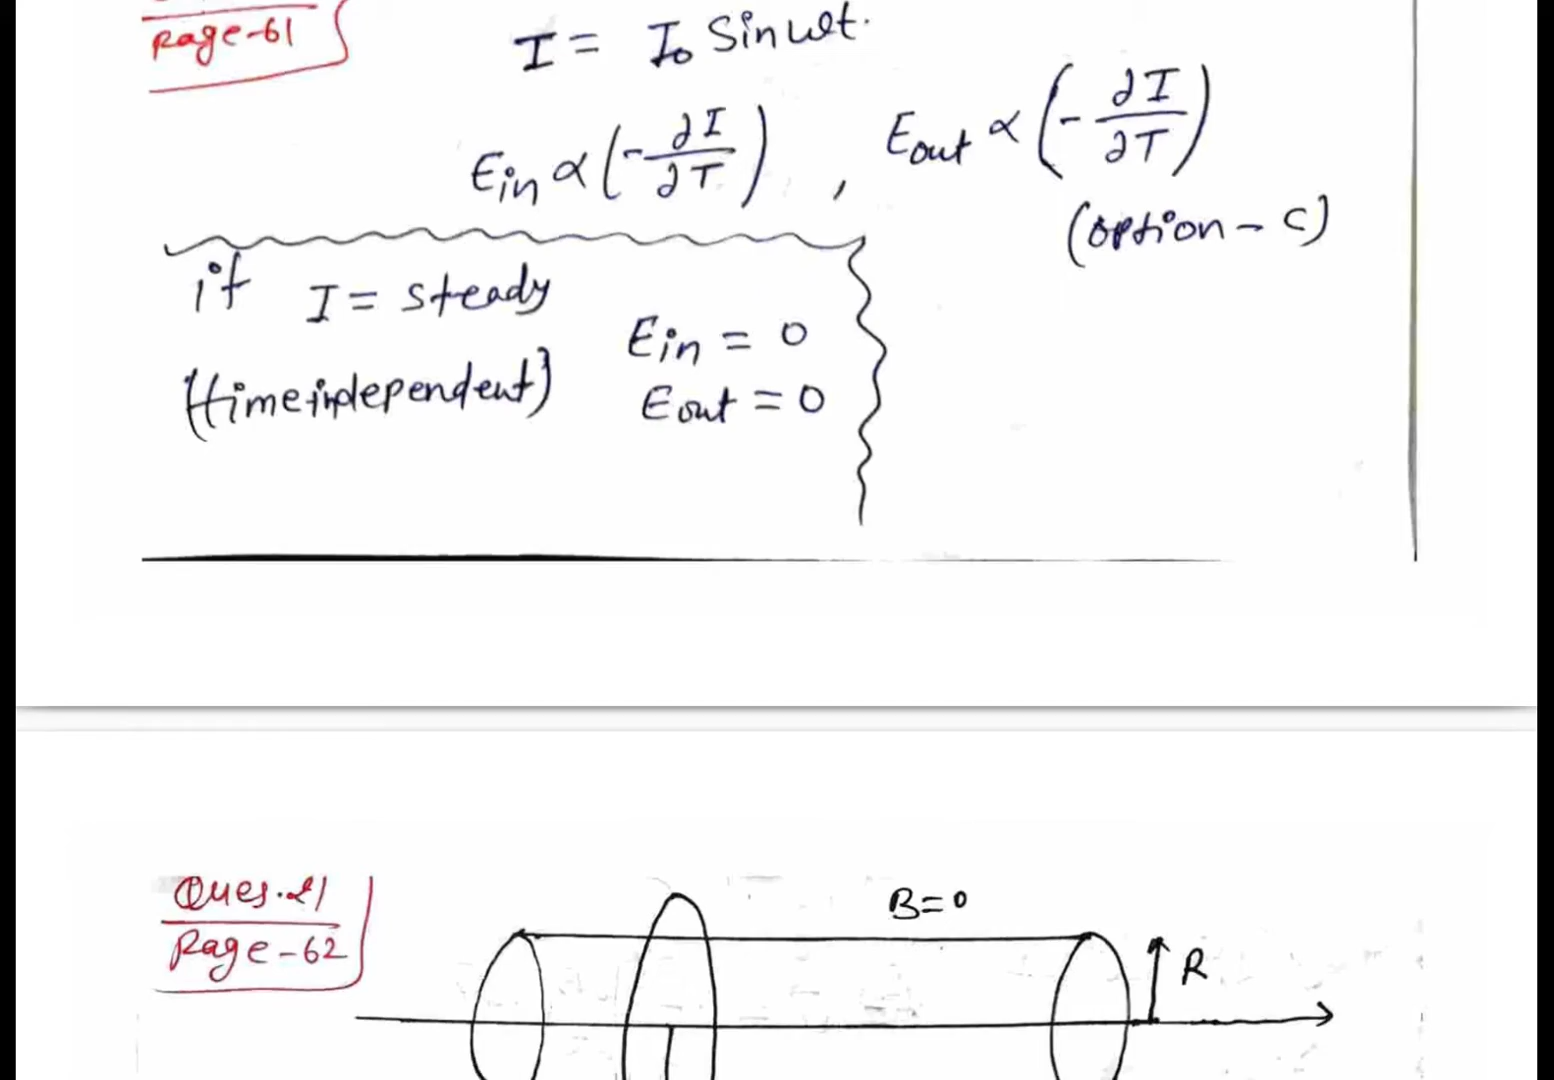 Page-61
I = I₀ Sin ωt.
Ein ∝ (-∂I/∂T) , Eout ∝ (-∂I/∂T)
(option - c)
if I = steady
(time independent)
Ein = 0
Eout = 0
Ques.21
Page-62
B=0
R